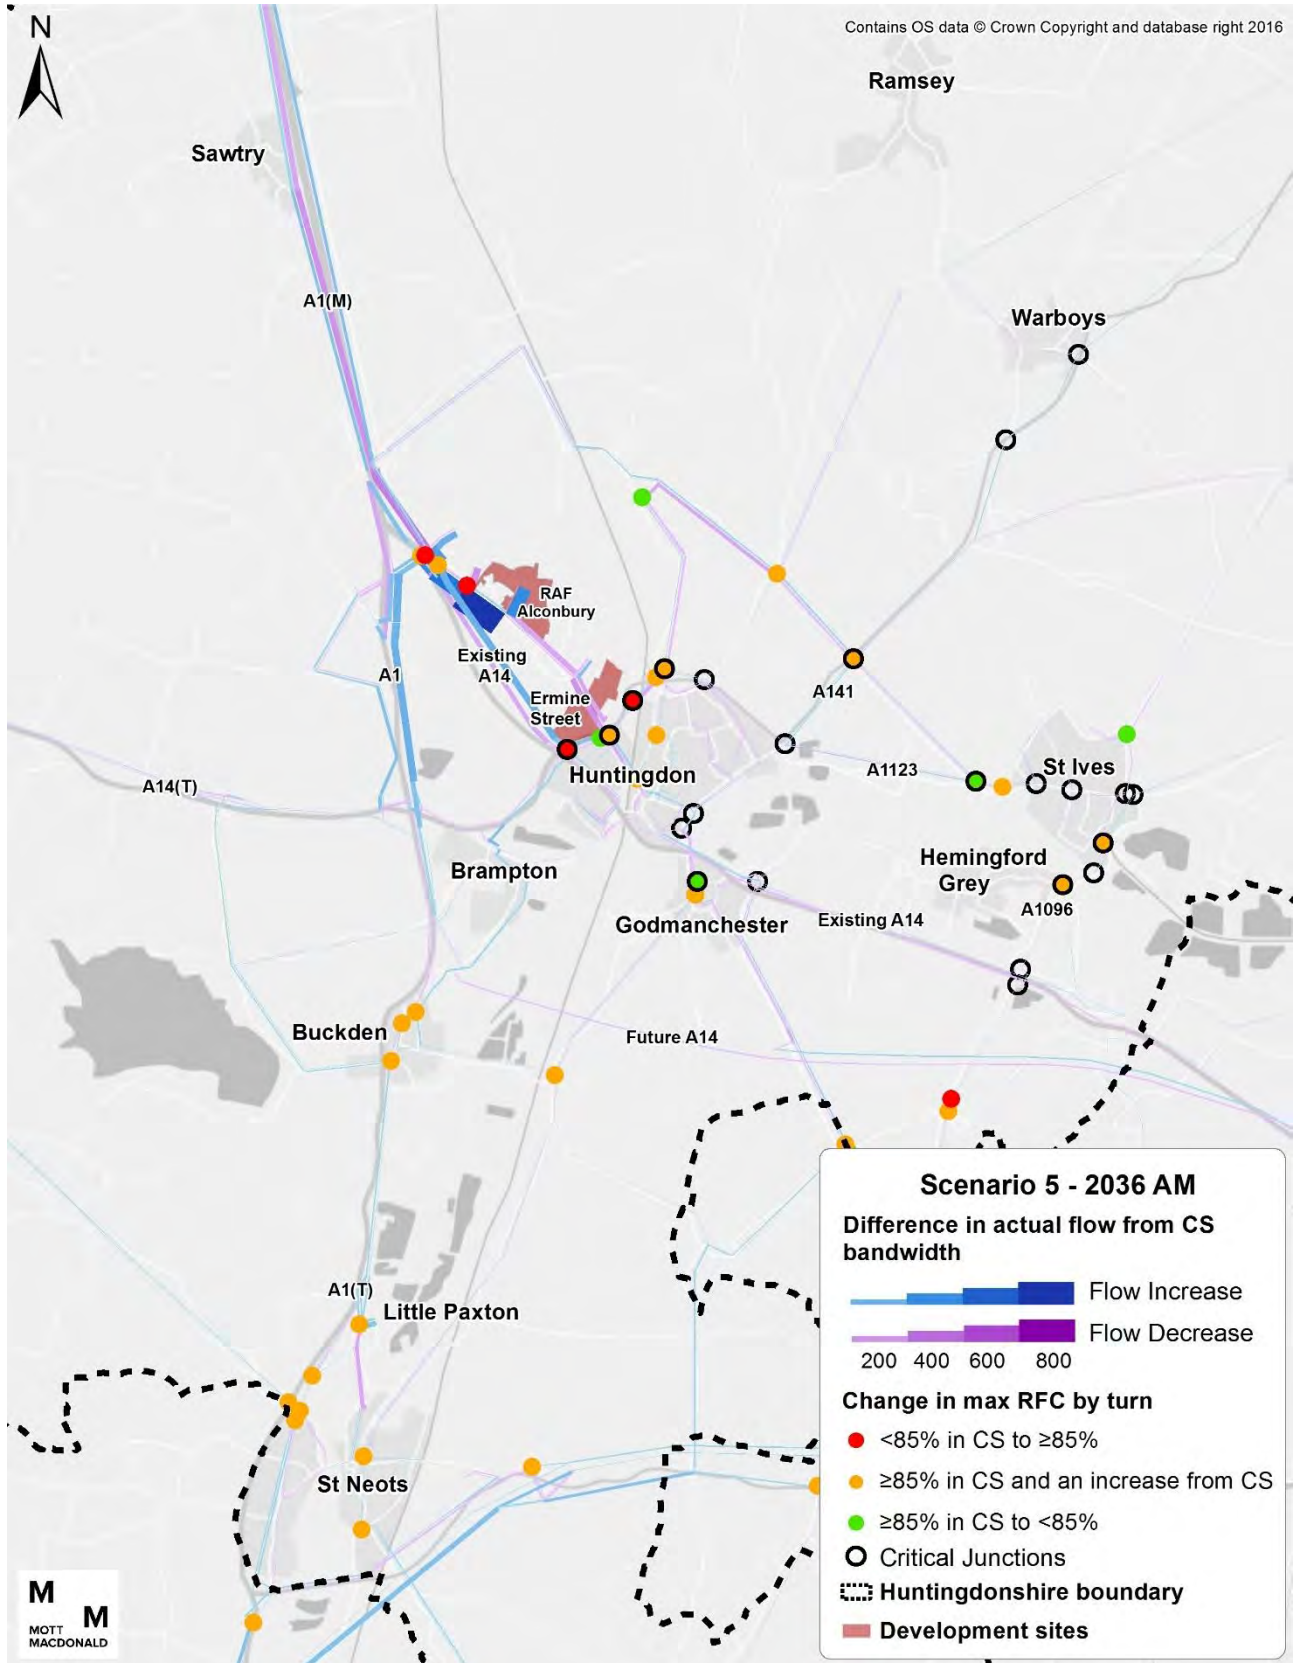 N
Contains OS data © Crown Copyright and database right 2016
Ramsey
Sawtry
A1(M)
Warboys
RAF
Alconbury
Existing
A14
A1
Ermine
Street
A141
Huntingdon
A1123
St Ives
A14(T)
Brampton
Hemingford
Grey
A1096
Godmanchester
Existing A14
Buckden
Future A14
A1(T)
Little Paxton
St Neots
Scenario 5 - 2036 AM
Difference in actual flow from CS
bandwidth
Flow Increase
Flow Decrease
200 400 600 800
Change in max RFC by turn
<85% in CS to ≥85%
≥85% in CS and an increase from CS
≥85% in CS to <85%
Critical Junctions
Huntingdonshire boundary
Development sites
M
M
MOTT
MACDONALD